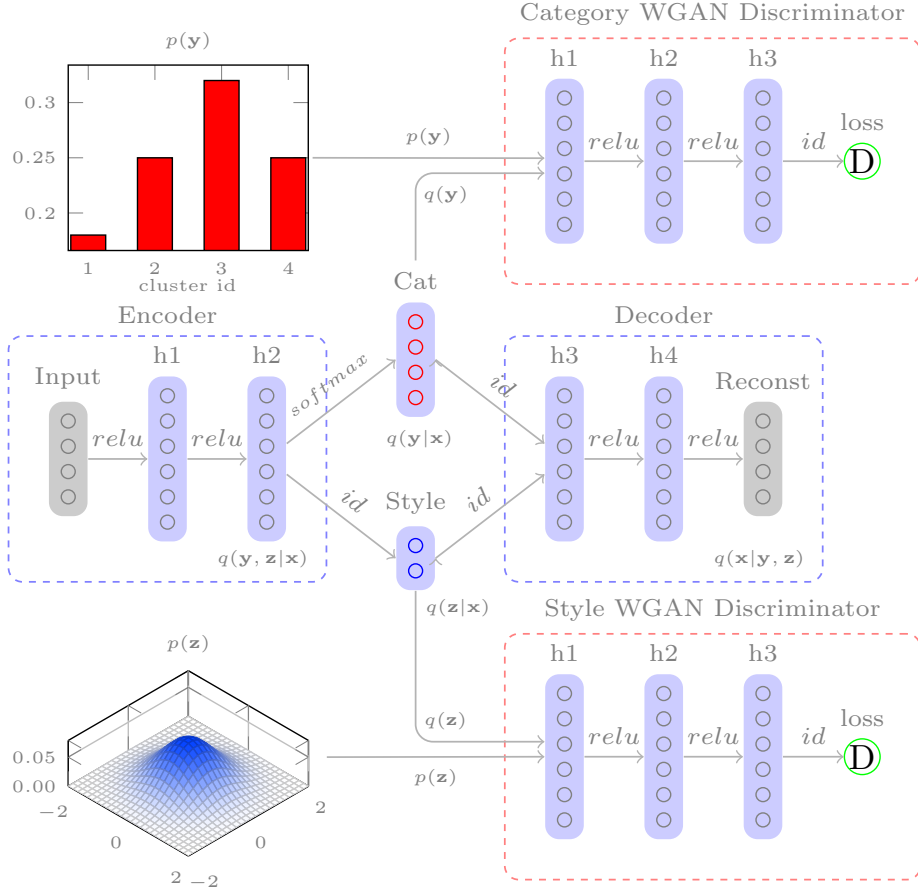 Category WGAN Discriminator
p(y)
h1 h2 h3
0.3
0.25
0.2
p(y)
relu relu id
loss
D
q(y)
1 2 3 4
cluster id
Cat
Encoder
Decoder
Input
h1 h2
softmax
id
h3 h4
Reconst
relu relu
relu relu
q(y|x)
id
Style
id
q(y, z|x)
q(x|y, z)
q(z|x)
Style WGAN Discriminator
p(z)
h1 h2 h3
q(z)
relu relu id
loss
D
p(z)
0.05
0.00
−2
0
2
−2
0
2